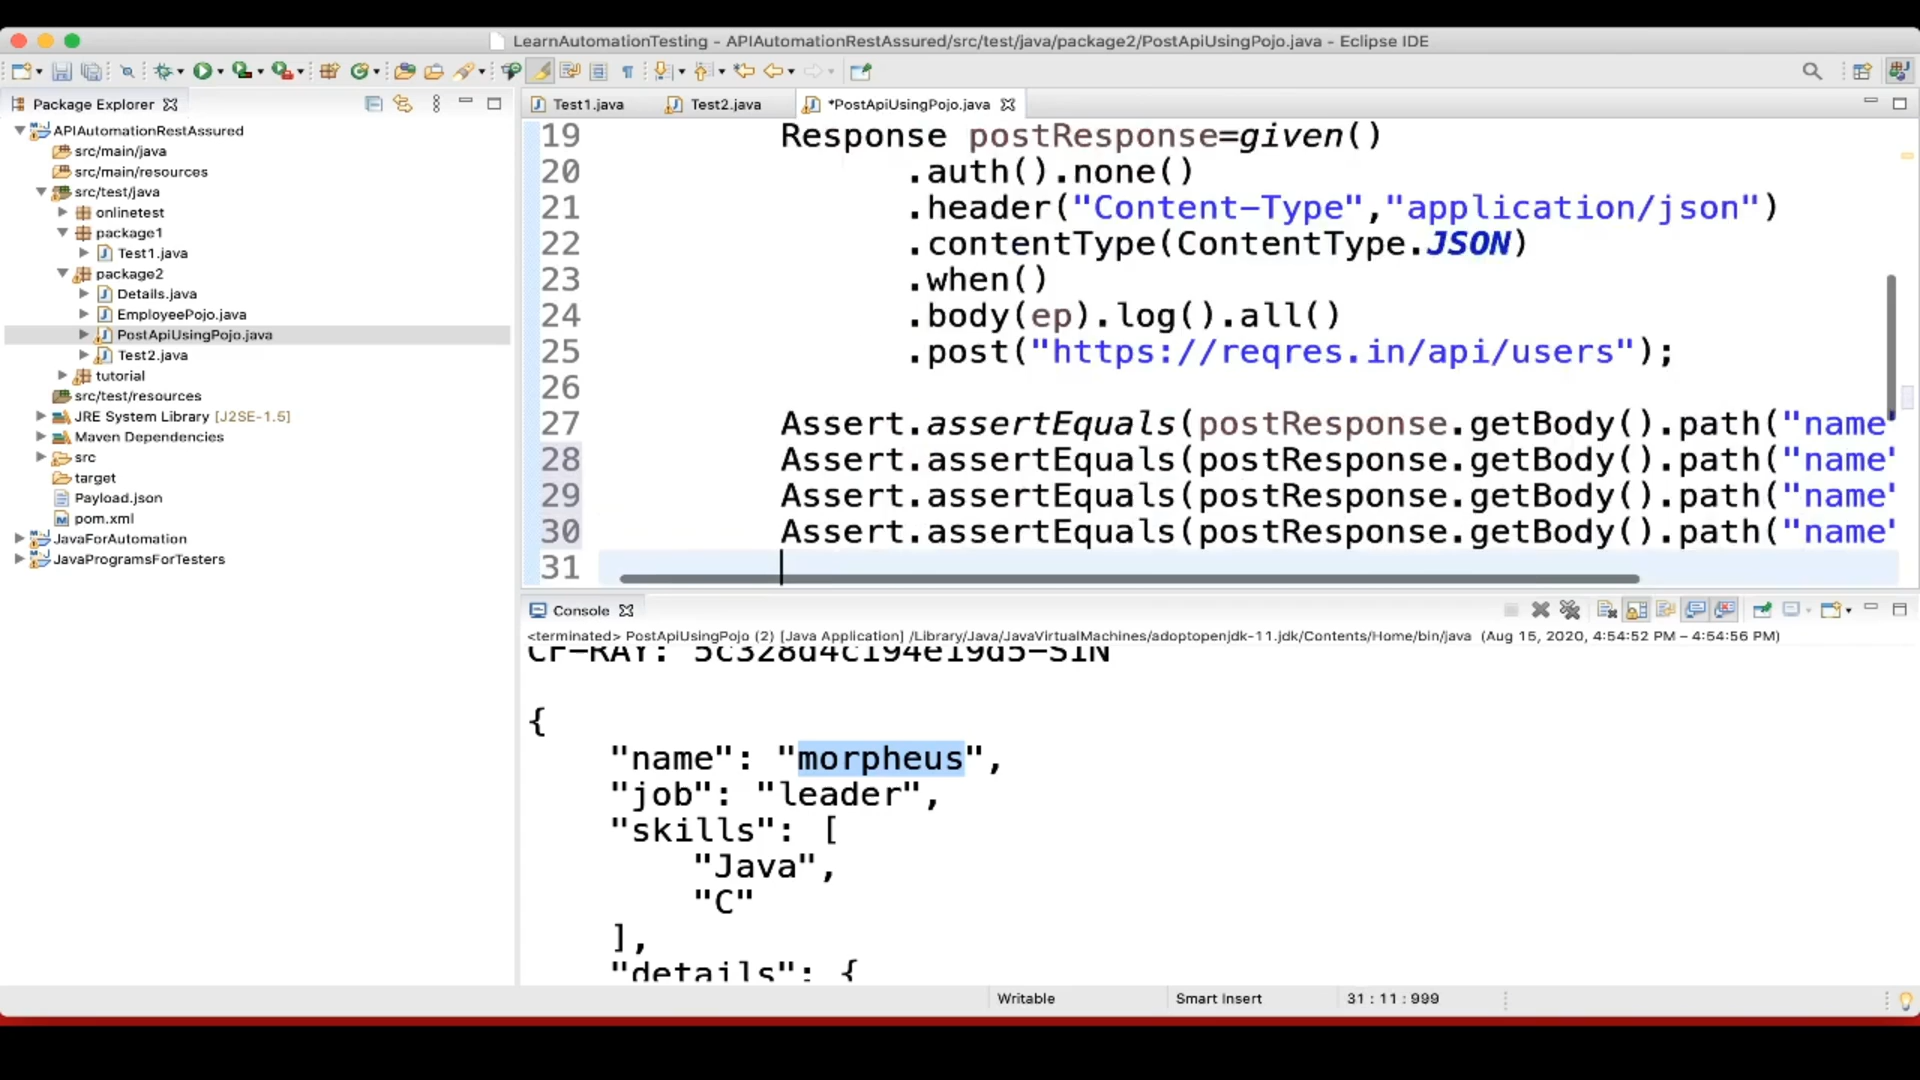 LearnAutomationTesting - APIAutomationRestAssured/src/test/java/package2/PostApiUsingPojo.java - Eclipse IDE
Package Explorer
APIAutomationRestAssured
src/main/java
src/main/resources
src/test/java
onlinetest
package1
Test1.java
package2
Details.java
EmployeePojo.java
PostApiUsingPojo.java
Test2.java
tutorial
src/test/resources
JRE System Library [J2SE-1.5]
Maven Dependencies
src
target
Payload.json
pom.xml
JavaForAutomation
JavaProgramsForTesters
Test1.java Test2.java *PostApiUsingPojo.java
19 Response postResponse=given()
20 .auth().none()
21 .header("Content-Type","application/json")
22 .contentType(ContentType.JSON)
23 .when()
24 .body(ep).log().all()
25 .post("https://reqres.in/api/users");
26
27 Assert.assertEquals(postResponse.getBody().path("name"
28 Assert.assertEquals(postResponse.getBody().path("name"
29 Assert.assertEquals(postResponse.getBody().path("name"
30 Assert.assertEquals(postResponse.getBody().path("name"
31
Console
<terminated> PostApiUsingPojo (2) [Java Application] /Library/Java/JavaVirtualMachines/adoptopenjdk-11.jdk/Contents/Home/bin/java (Aug 15, 2020, 4:54:52 PM – 4:54:56 PM)
CF-RAY: 5c328d4c194e19d5-SIN
{
"name": "morpheus",
"job": "leader",
"skills": [
"Java",
"C"
],
"details": {
Writable Smart Insert 31 : 11 : 999